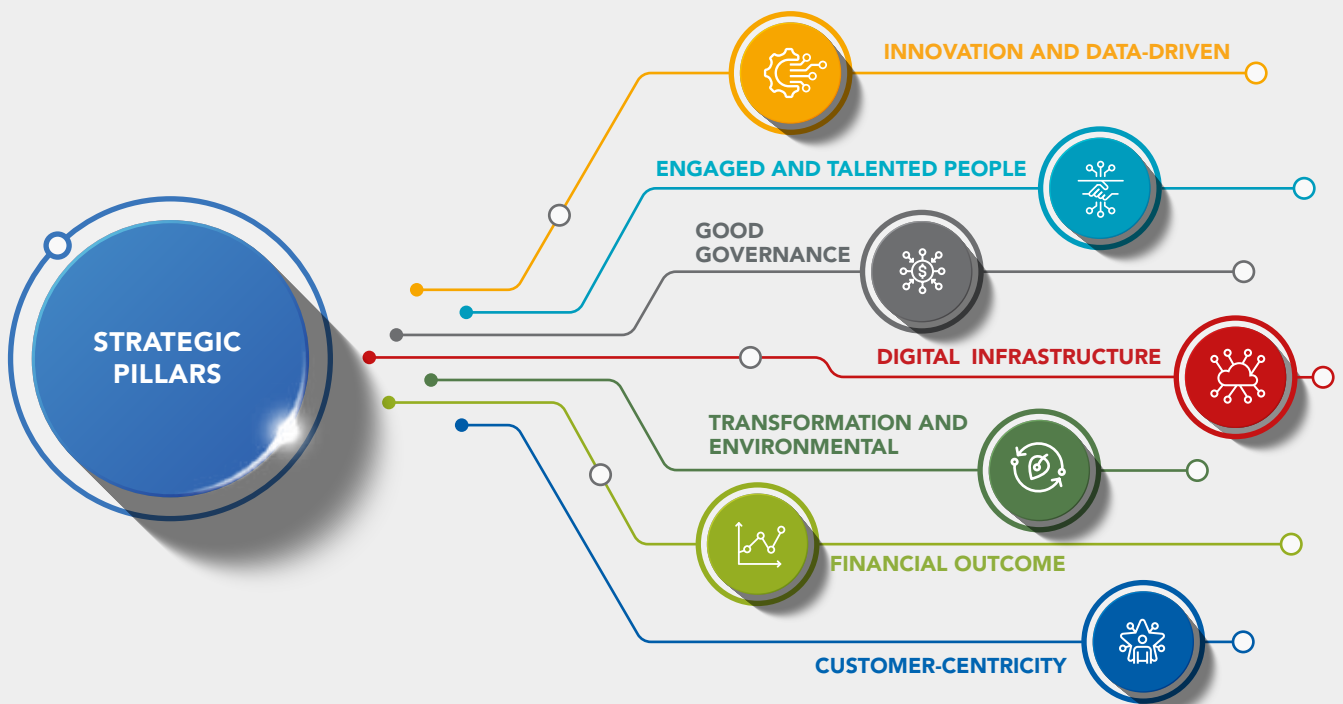 INNOVATION AND DATA-DRIVEN
ENGAGED AND TALENTED PEOPLE
GOOD
GOVERNANCE
STRATEGIC
PILLARS
DIGITAL INFRASTRUCTURE
TRANSFORMATION AND
ENVIRONMENTAL
FINANCIAL OUTCOME
CUSTOMER-CENTRICITY
$